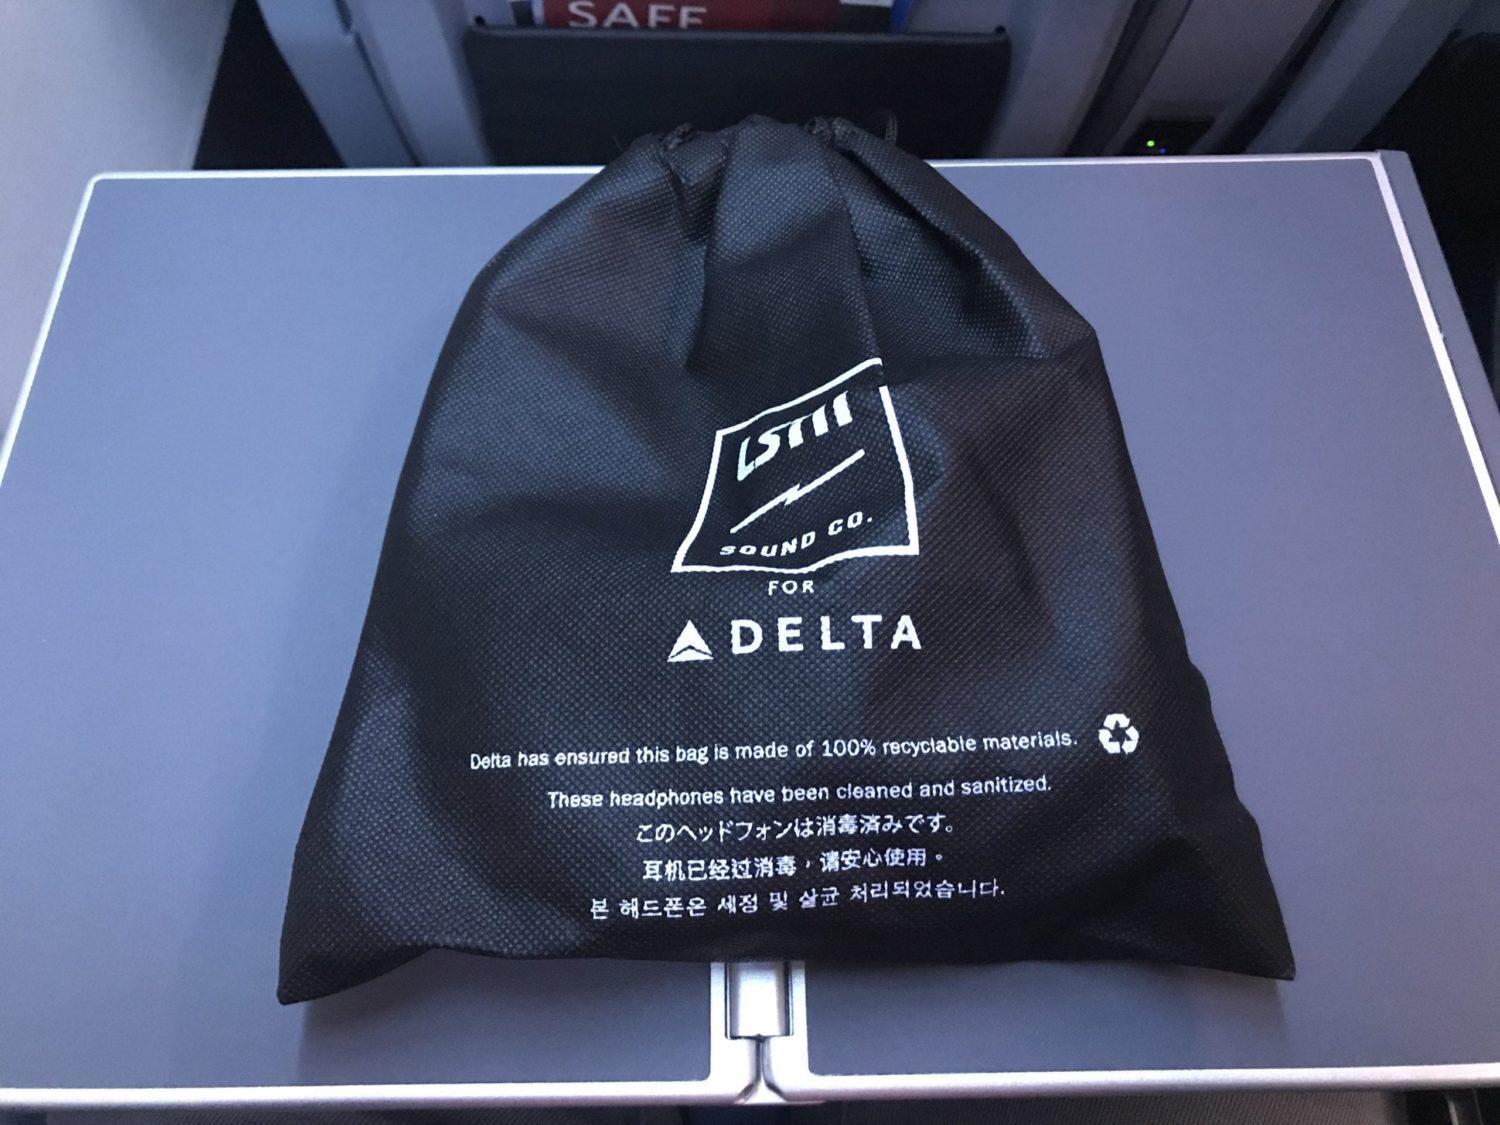 SAFE
LSTN
SOUND CO.
FOR
DELTA
Delta has ensured this bag is made of 100% recyclable materials.
These headphones have been cleaned and sanitized.
このヘッドフォンは消毒済みです。
耳机已经过消毒，请安心使用。
본 헤드폰은 세정 및 살균 처리되었습니다.